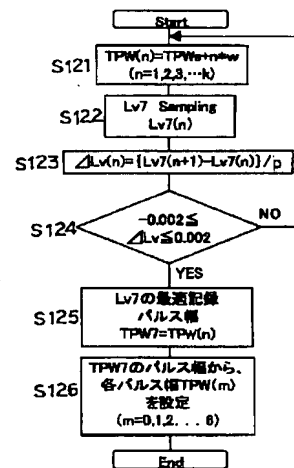 Start
S121
TPW(n)=TPWs+n*w
(n=1,2,3,…k)
S122
Lv7 Sampling
Lv7(n)
S123
⊿Lv(n)={Lv7(n+1)-Lv7(n)}/p
S124
-0.002≦
⊿Lv≦0.002
NO
YES
S125
Lv7の最適記録
パルス幅
TPW7=TPW(n)
S126
TPW7のパルス幅から、
各パルス幅TPW(m)
を設定
(m=0,1,2...6)
End